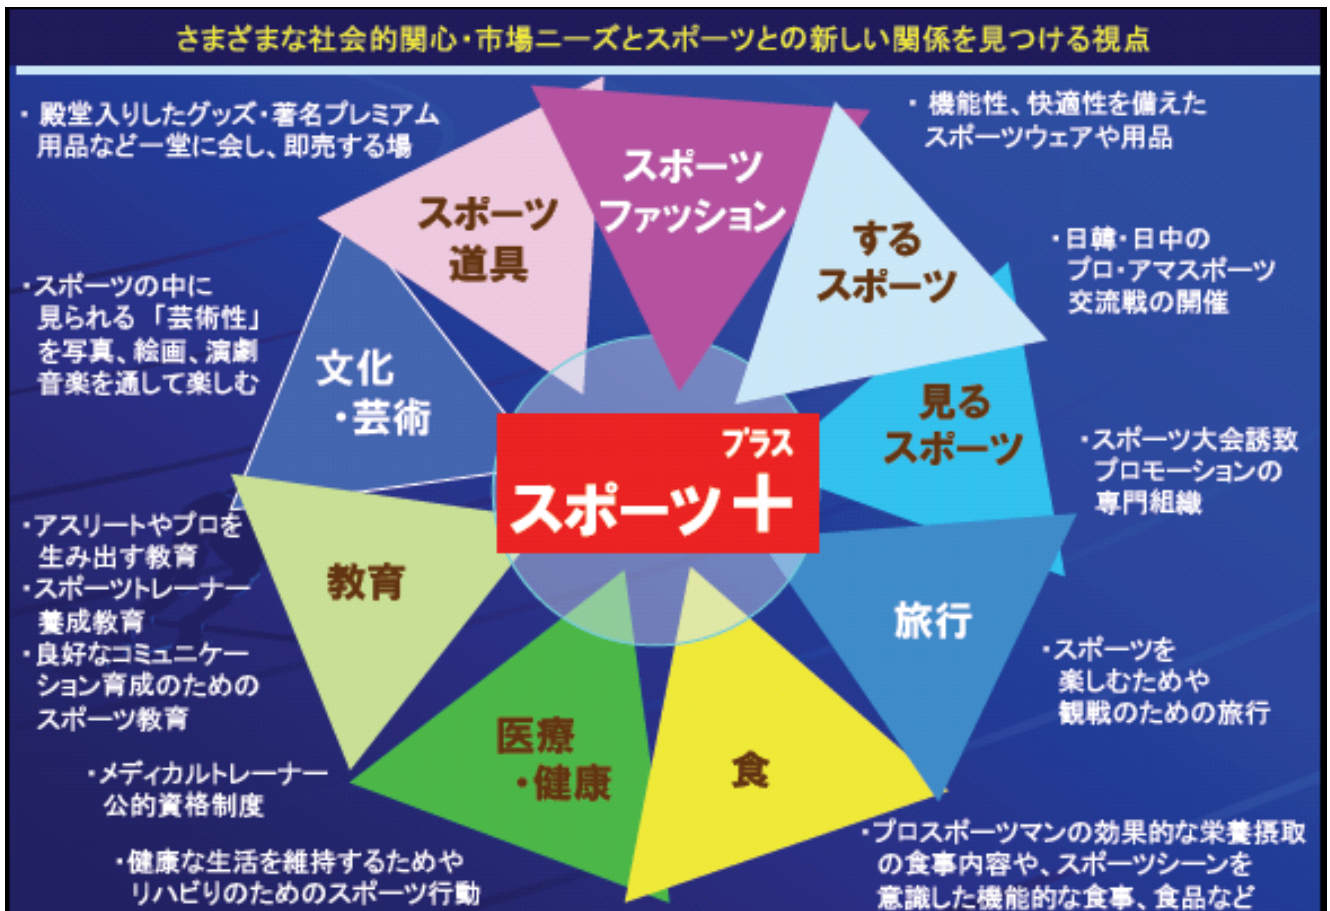 さまざまな社会的関心・市場ニーズとスポーツとの新しい関係を見つける視点
・殿堂入りしたグッズ・著名プレミアム
用品など一堂に会し、即売する場
・機能性、快適性を備えた
スポーツウェアや用品
スポーツ
ファッション
スポーツ
道具
する
スポーツ
・日韓・日中の
プロ・アマスポーツ
交流戦の開催
・スポーツの中に
見られる「芸術性」
を写真、絵画、演劇
音楽を通して楽しむ
文化
・芸術
見る
スポーツ
プラス
スポーツ＋
・スポーツ大会誘致
プロモーションの
専門組織
・アスリートやプロを
生み出す教育
・スポーツトレーナー
養成教育
・良好なコミュニケー
ション育成のための
スポーツ教育
教育
旅行
・スポーツを
楽しむためや
観戦のための旅行
医療
・健康
食
・メディカルトレーナー
公的資格制度
・健康な生活を維持するためや
リハビりのためのスポーツ行動
・プロスポーツマンの効果的な栄養摂取
の食事内容や、スポーツシーンを
意識した機能的な食事、食品など